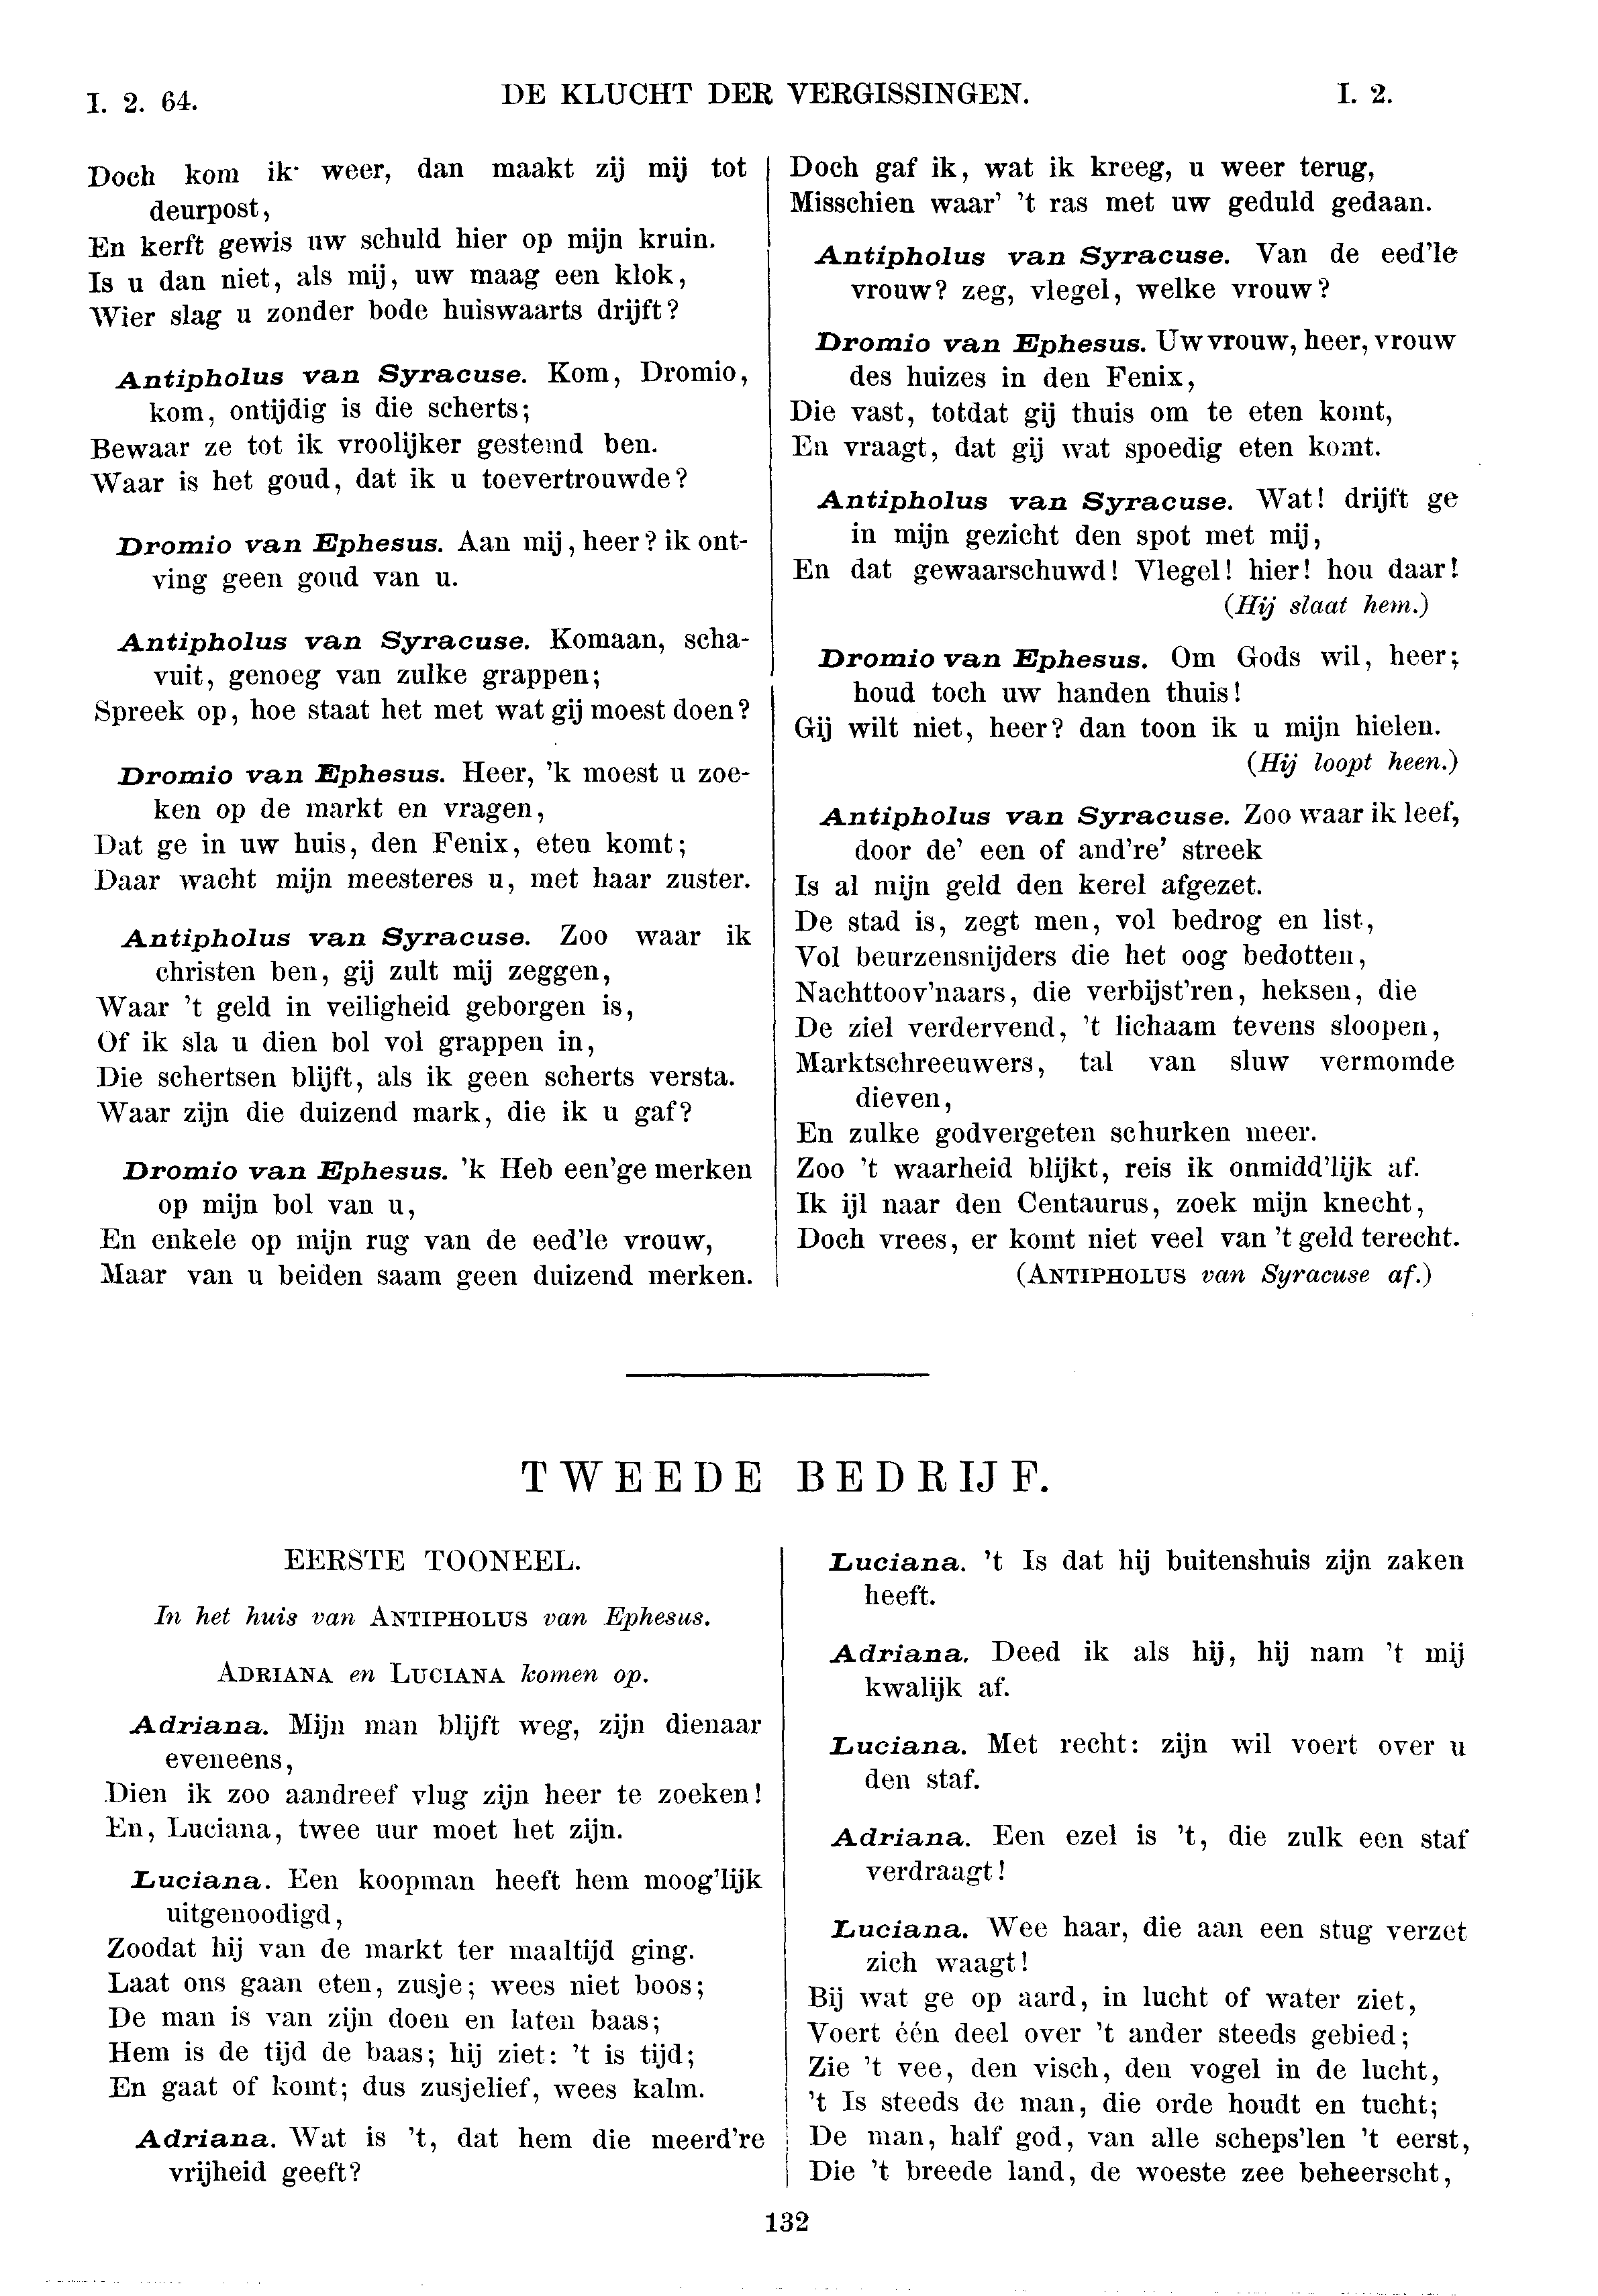 I. 2. 64.
DE KLUCHT DER VERGISSINGEN.
I. 2.
Doch kom ik weer, dan maakt zij mij tot
deurpost,
En kerft gewis uw schuld hier op mijn kruin.
Is u dan niet, als mij, uw maag een klok,
Wier slag u zonder bode huiswaarts drijft?
Antipholus van Syracuse. Kom, Dromio,
kom, ontijdig is die scherts;
Bewaar ze tot ik vroolijker gestemd ben.
Waar is het goud, dat ik u toevertrouwde?
Dromio van Ephesus. Aan mij, heer? ik ont-
ving geen goud van u.
Antipholus van Syracuse. Komaan, scha-
vuit, genoeg van zulke grappen;
Spreek op, hoe staat het met wat gij moest doen?
Dromio van Ephesus. Heer, 'k moest u zoe-
ken op de markt en vragen,
Dat ge in uw huis, den Fenix, eten komt;
Daar wacht mijn meesteres u, met haar zuster.
Antipholus van Syracuse. Zoo waar ik
christen ben, gij zult mij zeggen,
Waar 't geld in veiligheid geborgen is,
Of ik sla u dien bol vol grappen in,
Die schertsen blijft, als ik geen scherts versta.
Waar zijn die duizend mark, die ik u gaf?
Dromio van Ephesus. 'k Heb een'ge merken
op mijn bol van u,
En enkele op mijn rug van de eed'le vrouw,
Maar van u beiden saam geen duizend merken.
Doch gaf ik, wat ik kreeg, u weer terug,
Misschien waar' 't ras met uw geduld gedaan.
Antipholus van Syracuse. Van de eed'le
vrouw? zeg, vlegel, welke vrouw?
Dromio van Ephesus. Uw vrouw, heer, vrouw
des huizes in den Fenix,
Die vast, totdat gij thuis om te eten komt,
En vraagt, dat gij wat spoedig eten komt.
Antipholus van Syracuse. Wat! drijft ge
in mijn gezicht den spot met mij,
En dat gewaarschuwd! Vlegel! hier! hou daar!
(Hij slaat hem.)
Dromio van Ephesus. Om Gods wil, heer;
houd toch uw handen thuis!
Gij wilt niet, heer? dan toon ik u mijn hielen.
(Hij loopt heen.)
Antipholus van Syracuse. Zoo waar ik leef,
door de' een of and're' streek
Is al mijn geld den kerel afgezet.
De stad is, zegt men, vol bedrog en list,
Vol beurzensnijders die het oog bedotten,
Nachttoov'naars, die verbijst'ren, heksen, die
De ziel verdervend, 't lichaam tevens sloopen,
Marktschreeuwers, tal van sluw vermomde
dieven,
En zulke godvergeten schurken meer.
Zoo 't waarheid blijkt, reis ik onmidd'lijk af.
Ik ijl naar den Centaurus, zoek mijn knecht,
Doch vrees, er komt niet veel van 't geld terecht.
(ANTIPHOLUS van Syracuse af.)
TWEEDE BEDRIJF.
EERSTE TOONEEL.
In het huis van ANTIPHOLUS van Ephesus.
ADRIANA en LUCIANA komen op.
Adriana. Mijn man blijft weg, zijn dienaar
eveneens,
Dien ik zoo aandreef vlug zijn heer te zoeken!
En, Luciana, twee uur moet het zijn.
Luciana. Een koopman heeft hem moog'lijk
uitgenoodigd,
Zoodat hij van de markt ter maaltijd ging.
Laat ons gaan eten, zusje; wees niet boos;
De man is van zijn doen en laten baas;
Hem is de tijd de baas; hij ziet: 't is tijd;
En gaat of komt; dus zusjelief, wees kalm.
Adriana. Wat is 't, dat hem die meerd're
vrijheid geeft?
Luciana. 't Is dat hij buitenshuis zijn zaken
heeft.
Adriana. Deed ik als hij, hij nam 't mij
kwalijk af.
Luciana. Met recht: zijn wil voert over u
den staf.
Adriana. Een ezel is 't, die zulk een staf
verdraagt!
Luciana. Wee haar, die aan een stug verzet
zich waagt!
Bij wat ge op aard, in lucht of water ziet,
Voert één deel over 't ander steeds gebied;
Zie 't vee, den visch, den vogel in de lucht,
't Is steeds de man, die orde houdt en tucht;
De man, half god, van alle scheps'len 't eerst,
Die 't breede land, de woeste zee beheerscht,
132